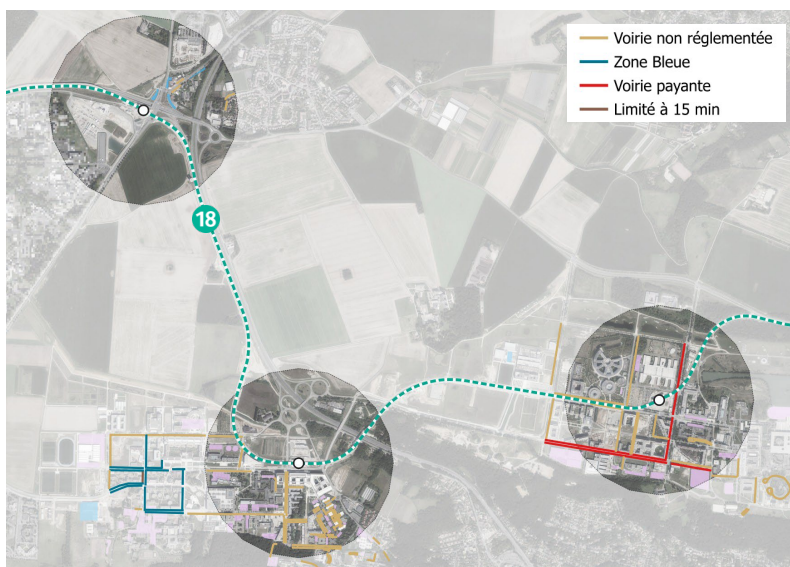 Voirie non réglementée
Zone Bleue
Voirie payante
Limité à 15 min
18